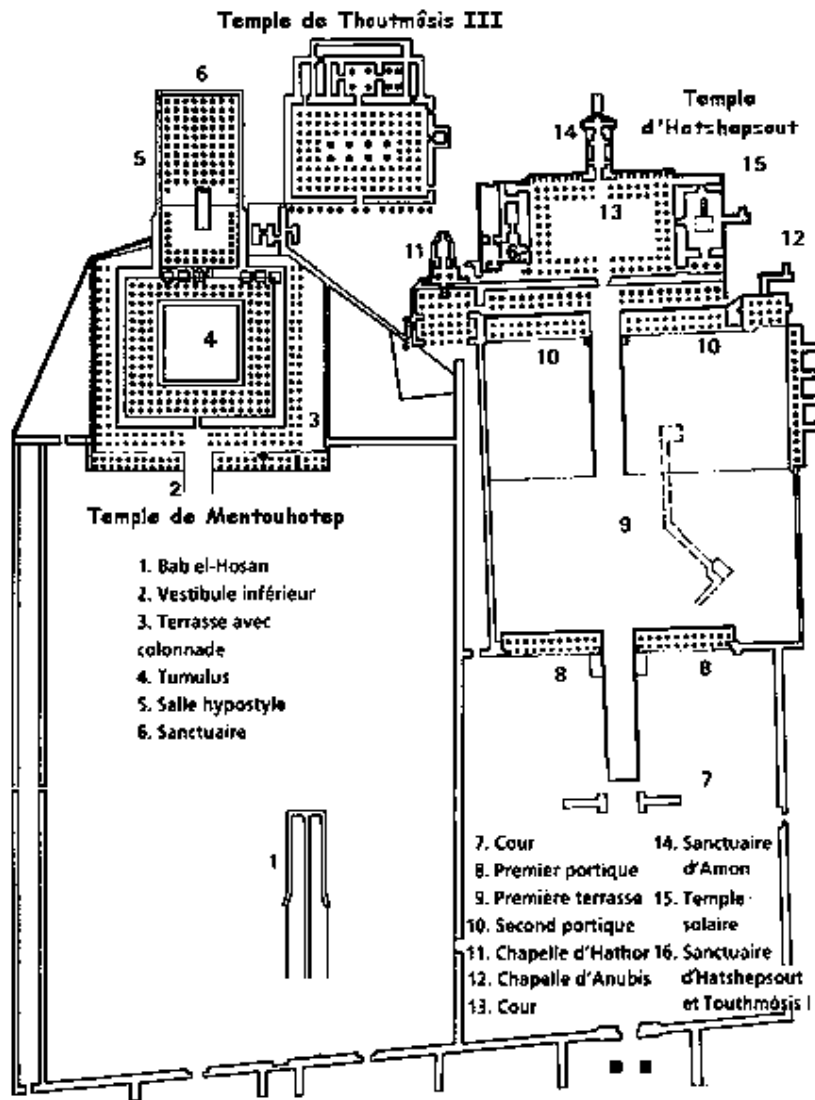 Temple de Thoutmôsis III
6
5
Temple
d'Hatshepsout
14
15
13
11
12
16
4
10
10
3
2
9
Temple de Mentouhotep
1. Bab el-Hosan
2. Vestibule inférieur
3. Terrasse avec
colonnade
4. Tumulus
5. Salle hypostyle
6. Sanctuaire
8
8
7
1
7. Cour
8. Premier portique
9. Première terrasse
10. Second portique
11. Chapelle d'Hathor
12. Chapelle d'Anubis
13. Cour
14. Sanctuaire
d'Amon
15. Temple
solaire
16. Sanctuaire
d'Hatshepsout
et Touthmôsis I